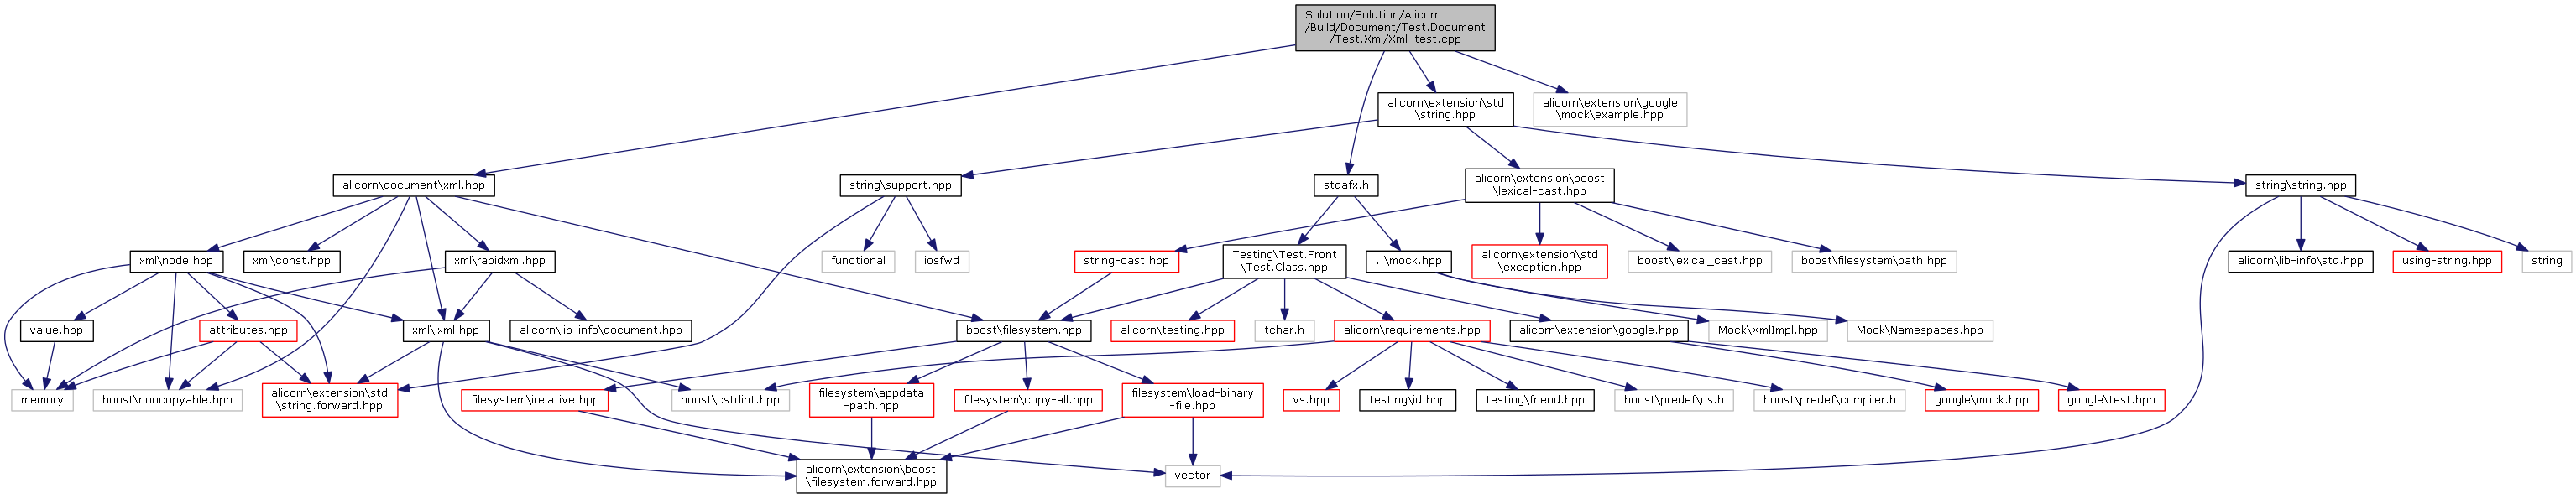 Solution/Solution/Alicorn
/Build/Document/Test.Document
/Test.Xml/Xml_test.cpp
alicorn\extension\std
\string.hpp
alicorn\extension\google
\mock\example.hpp
alicorn\document\xml.hpp
string\support.hpp
stdafx.h
alicorn\extension\boost
\lexical-cast.hpp
string\string.hpp
xml\node.hpp
xml\const.hpp
xml\rapidxml.hpp
functional
iosfwd
string-cast.hpp
Testing\Test.Front
\Test.Class.hpp
..\mock.hpp
alicorn\extension\std
\exception.hpp
boost\lexical_cast.hpp
boost\filesystem\path.hpp
alicorn\lib-info\std.hpp
using-string.hpp
string
value.hpp
attributes.hpp
xml\ixml.hpp
alicorn\lib-info\document.hpp
boost\filesystem.hpp
alicorn\testing.hpp
tchar.h
alicorn\requirements.hpp
alicorn\extension\google.hpp
Mock\XmlImpl.hpp
Mock\Namespaces.hpp
memory
boost\noncopyable.hpp
alicorn\extension\std
\string.forward.hpp
filesystem\irelative.hpp
boost\cstdint.hpp
filesystem\appdata
-path.hpp
filesystem\copy-all.hpp
filesystem\load-binary
-file.hpp
vs.hpp
testing\id.hpp
testing\friend.hpp
boost\predef\os.h
boost\predef\compiler.h
google\mock.hpp
google\test.hpp
alicorn\extension\boost
\filesystem.forward.hpp
vector